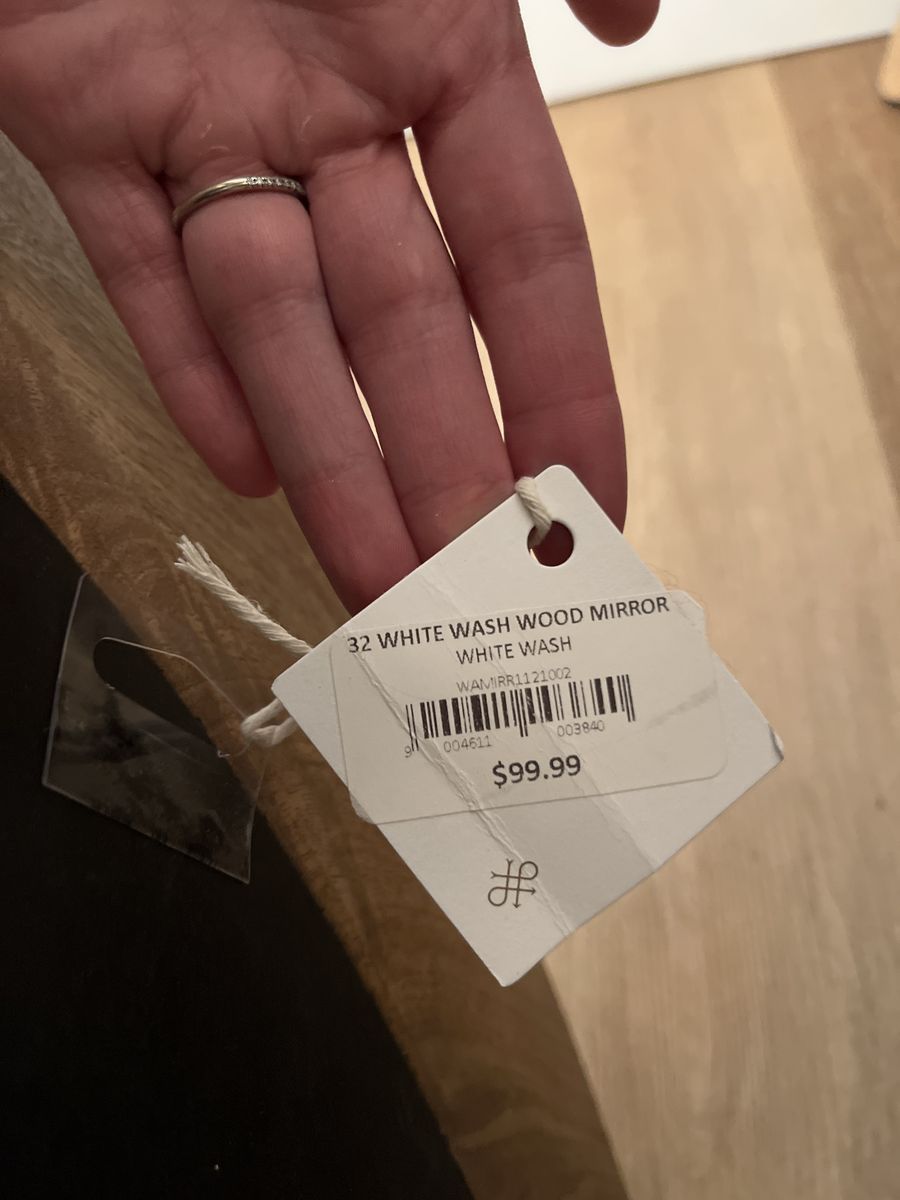 32 WHITE WASH WOOD MIRROR
WHITE WASH
WAMIRR1121002
9 004611 003840
$99.99